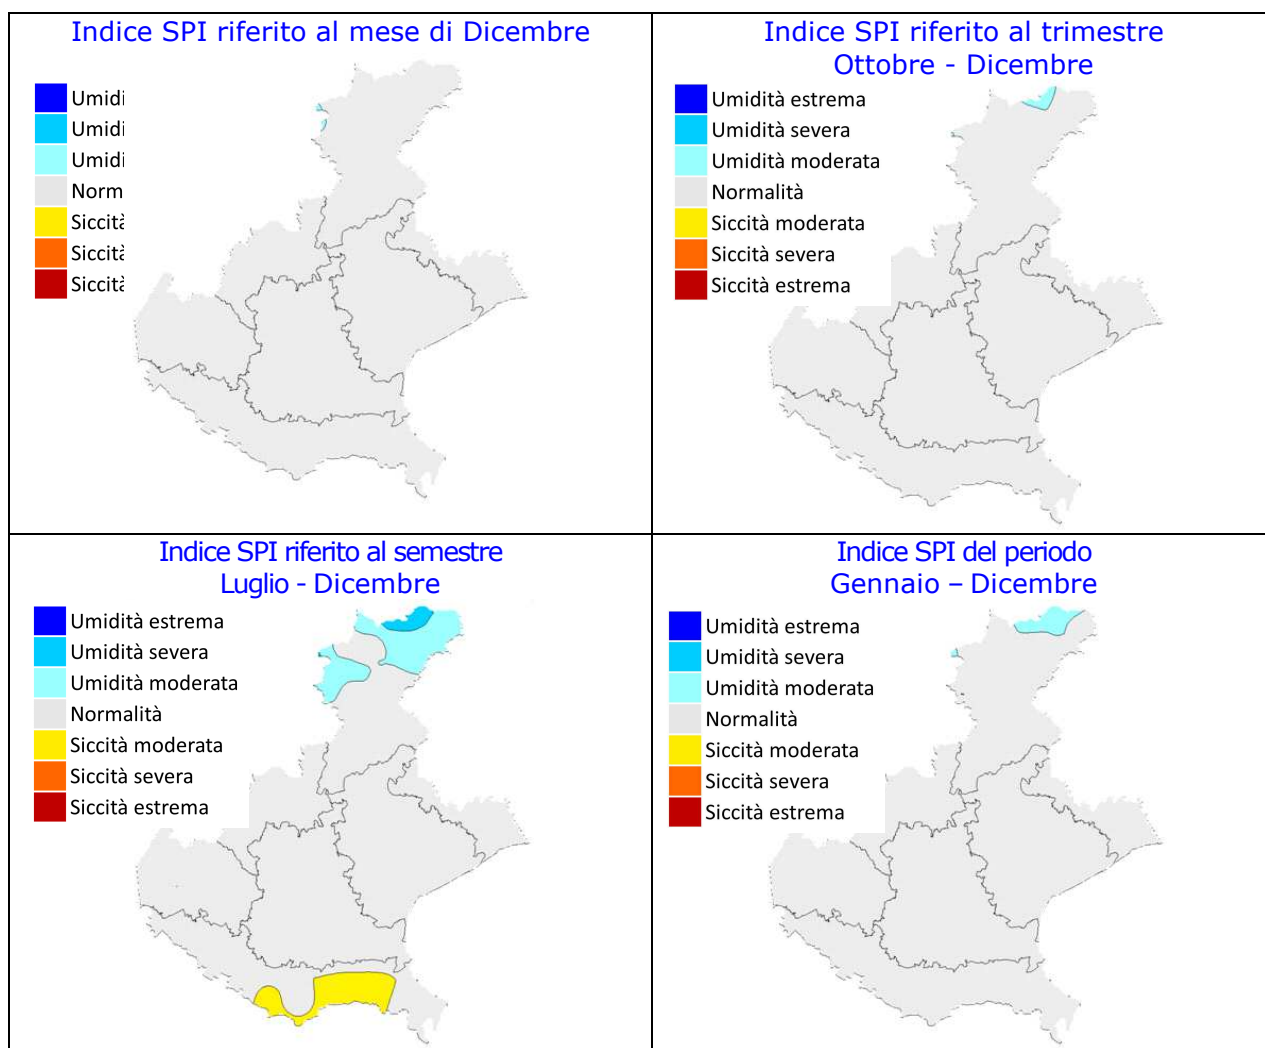 Indice SPI riferito al mese di Dicembre
Umidi
Umidi
Umidi
Norm
Siccit
Siccit
Siccit
Indice SPI riferito al trimestre
Ottobre - Dicembre
Umidità estrema
Umidità severa
Umidità moderata
Normalità
Siccità moderata
Siccità severa
Siccità estrema
Indice SPI riferito al semestre
Luglio - Dicembre
Umidità estrema
Umidità severa
Umidità moderata
Normalità
Siccità moderata
Siccità severa
Siccità estrema
Indice SPI del periodo
Gennaio – Dicembre
Umidità estrema
Umidità severa
Umidità moderata
Normalità
Siccità moderata
Siccità severa
Siccità estrema